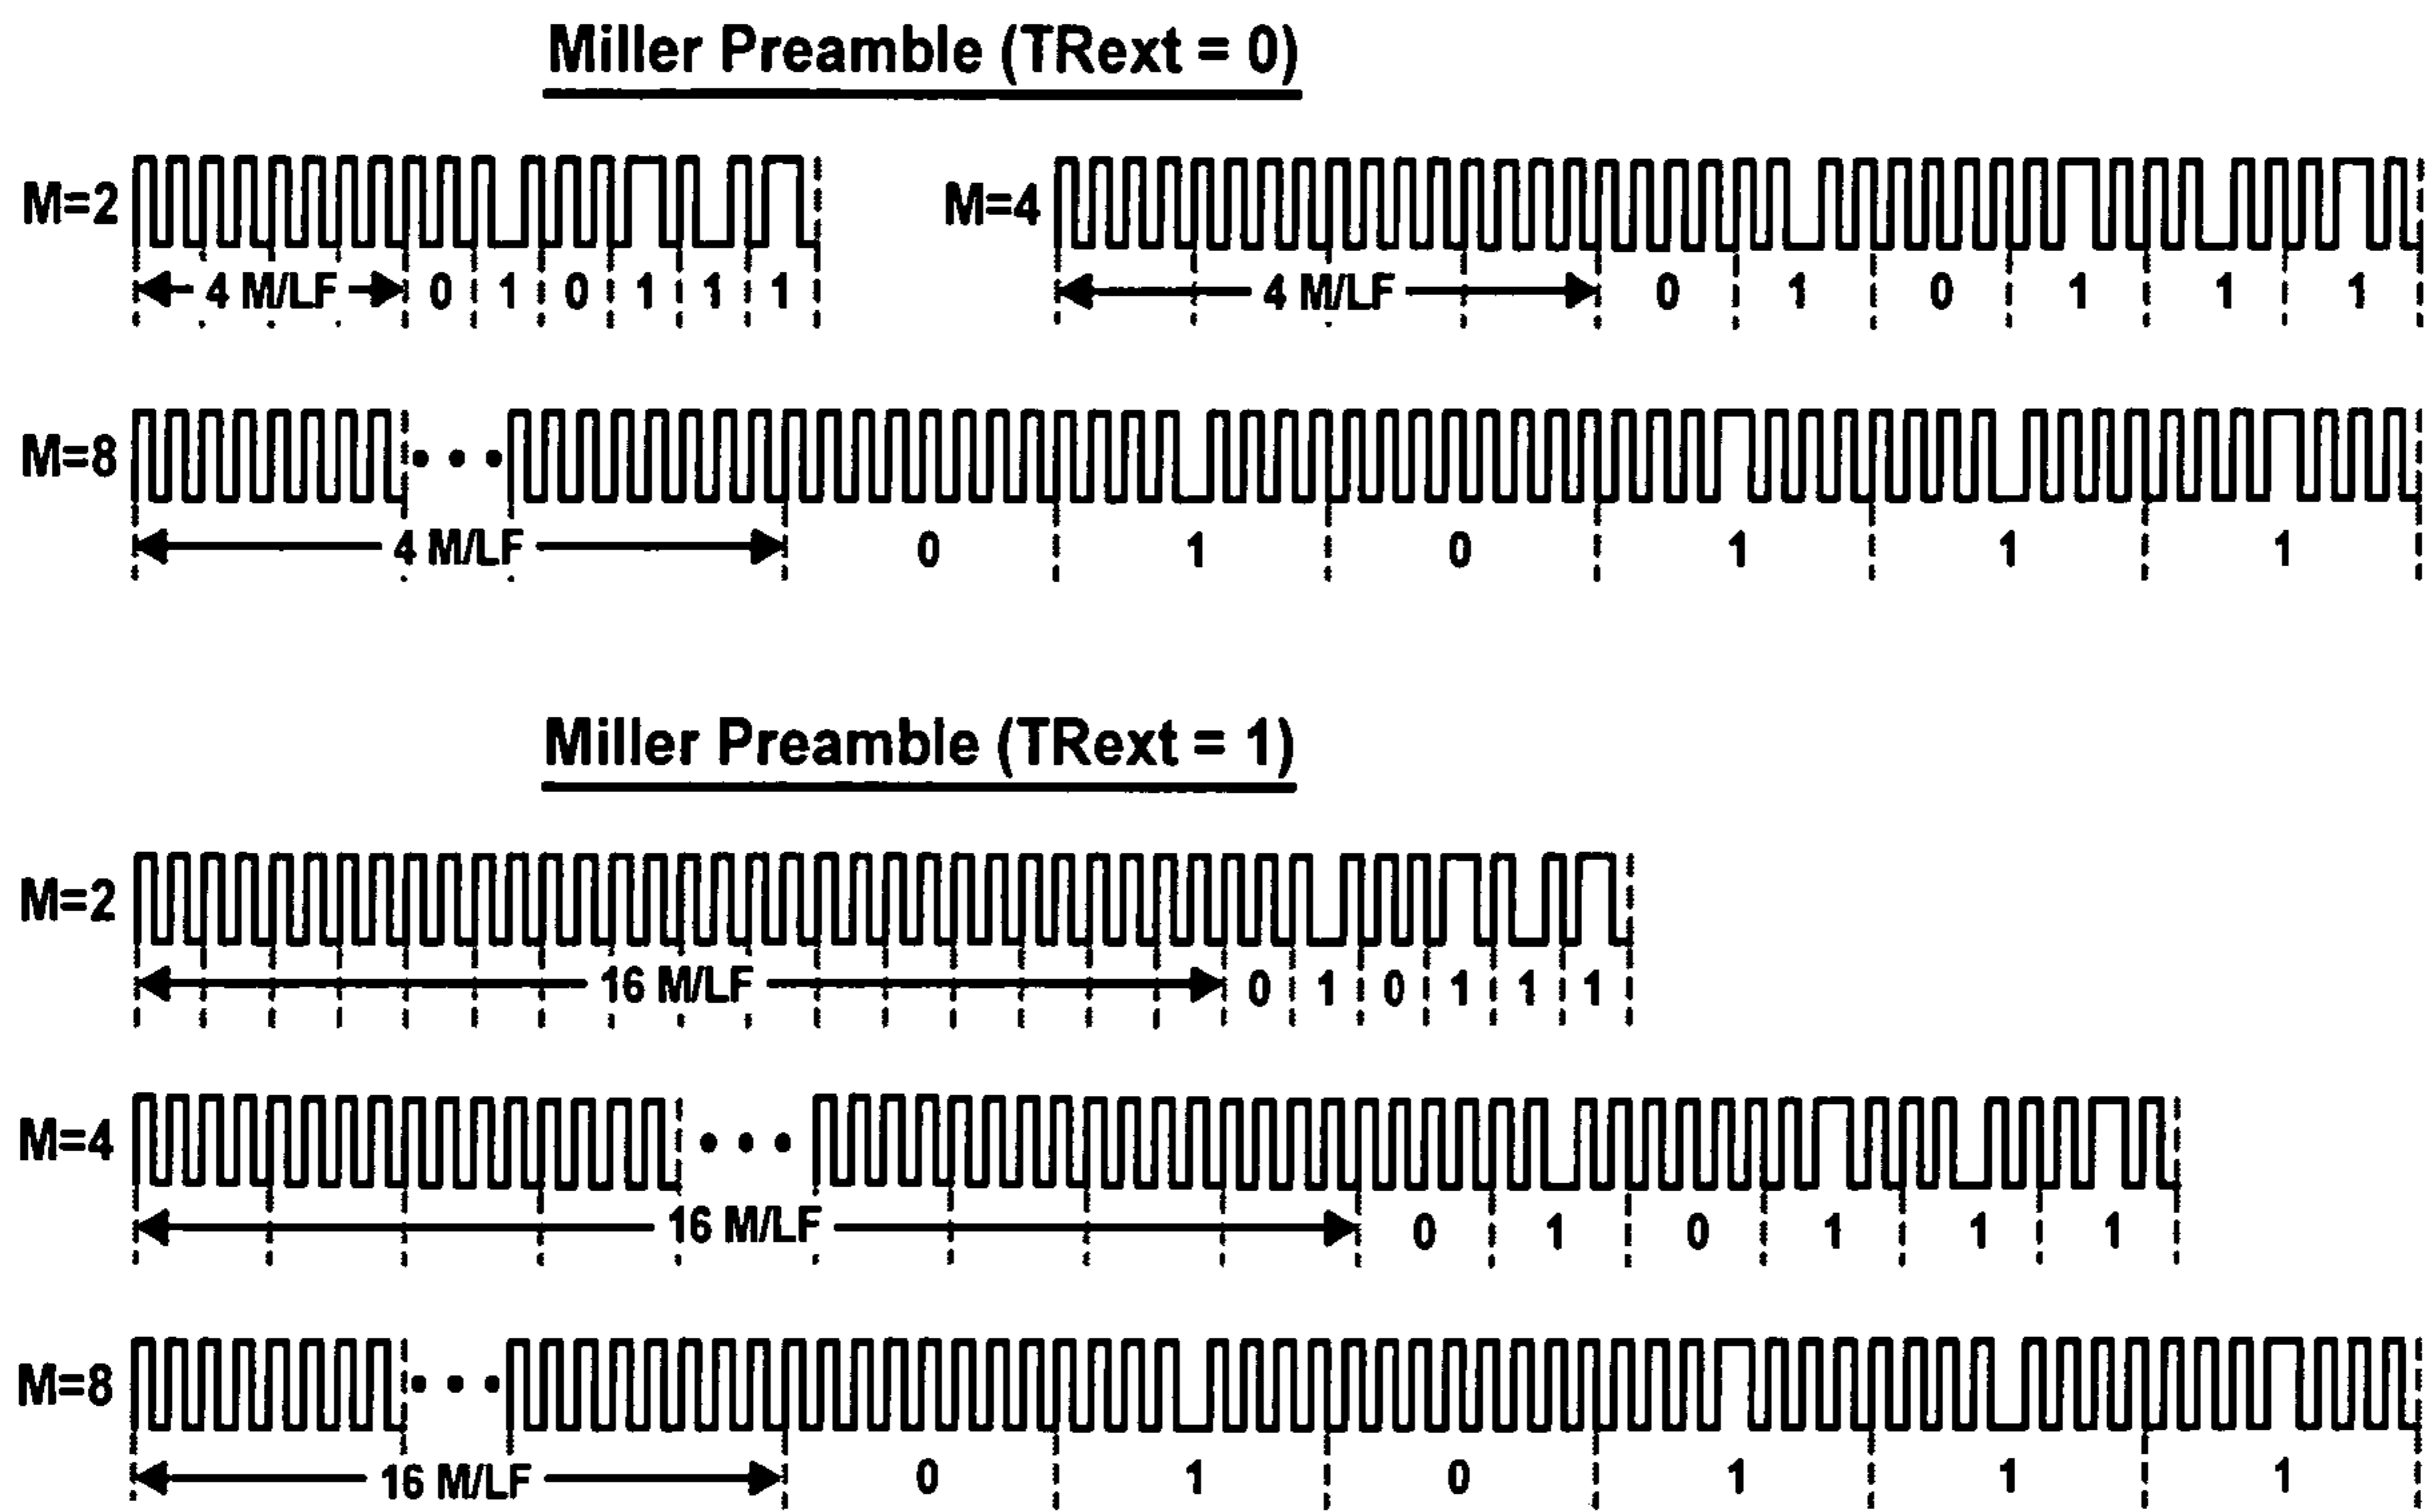 Miller Preamble (TRext = 0)
M=2
4 M/LF 0 1 0 1 1 1
M=4
4 M/LF 0 1 0 1 1 1
M=8
4 M/LF 0 1 0 1 1 1
Miller Preamble (TRext = 1)
M=2
16 M/LF 0 1 0 1 1 1
M=4
16 M/LF 0 1 0 1 1 1
M=8
16 M/LF 0 1 0 1 1 1